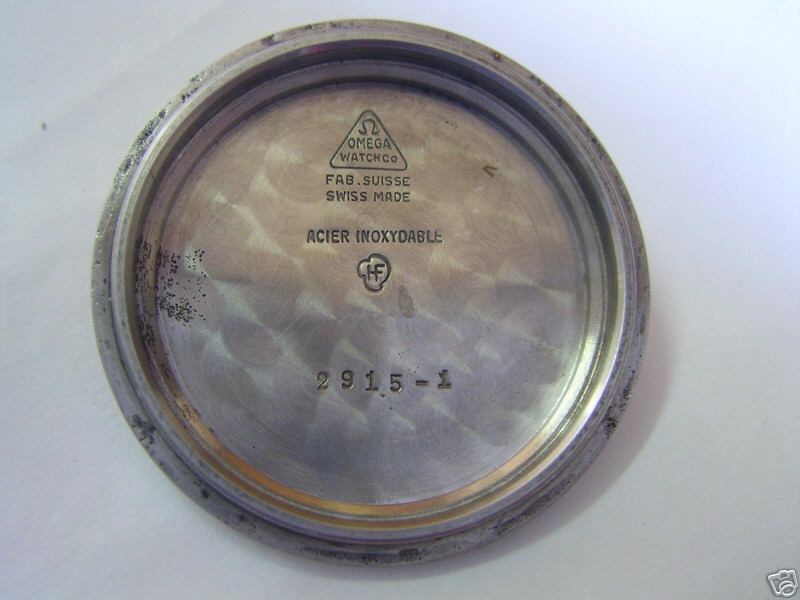 Ω
OMEGA
WATCH CO
FAB. SUISSE
SWISS MADE
ACIER INOXYDABLE
HF
2915-1